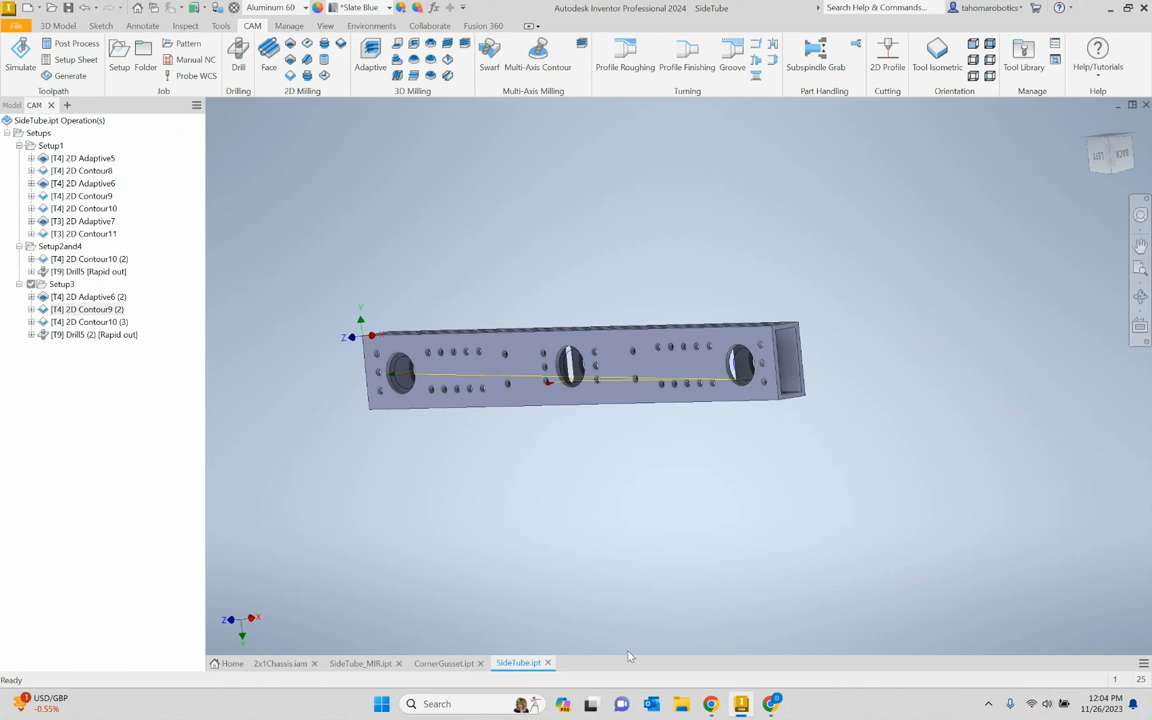 Aluminum 60
*Slate Blue
Autodesk Inventor Professional 2024 SideTube
Search Help & Commands...
tahomarobotics
File 3D Model Sketch Annotate Inspect Tools CAM Manage View Environments Collaborate Fusion 360
Simulate
Post Process
Setup Sheet
Generate
Toolpath
Setup
Folder
Pattern
Manual NC
Probe WCS
Job
Drill
Drilling
Face
2D Milling
Adaptive
3D Milling
Swarf
Multi-Axis Contour
Multi-Axis Milling
Profile Roughing
Profile Finishing
Groove
Turning
Subspindle Grab
Part Handling
2D Profile
Cutting
Tool Isometric
Orientation
Tool Library
Manage
Help/Tutorials
Help
Model CAM
SideTube.ipt Operation(s)
Setups
Setup1
[T4] 2D Adaptive5
[T4] 2D Contour8
[T4] 2D Adaptive6
[T4] 2D Contour9
[T4] 2D Contour10
[T3] 2D Adaptive7
[T3] 2D Contour11
Setup2and4
[T4] 2D Contour10 (2)
[T9] Drill5 [Rapid out]
Setup3
[T4] 2D Adaptive6 (2)
[T4] 2D Contour9 (2)
[T4] 2D Contour10 (3)
[T9] Drill5 (2) [Rapid out]
LEFT BACK
Y
Z X
Z X
Y
Home 2x1Chassis.iam SideTube_MIR.ipt CornerGusset.ipt SideTube.ipt
Ready
1 25
USD/GBP
-0.55%
Search
12:04 PM
11/26/2023